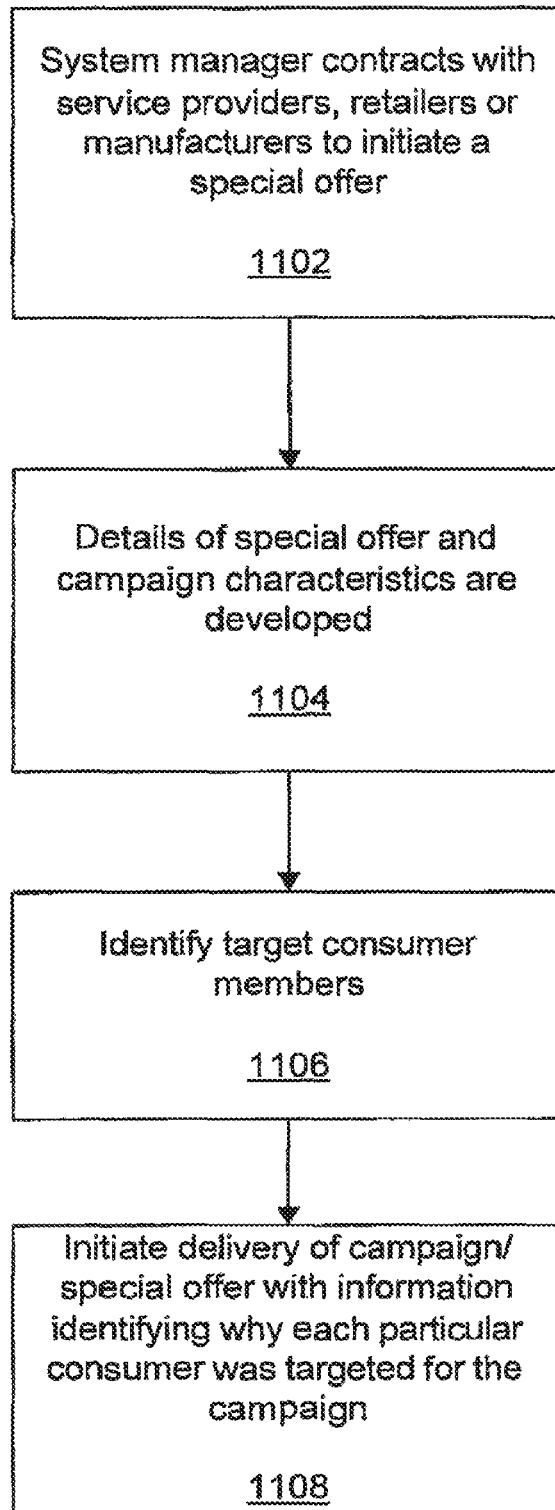 System manager contracts with
service providers, retailers or
manufacturers to initiate a
special offer
1102
Details of special offer and
campaign characteristics are
developed
1104
Identify target consumer
members
1106
Initiate delivery of campaign/
special offer with information
identifying why each particular
consumer was targeted for the
campaign
1108